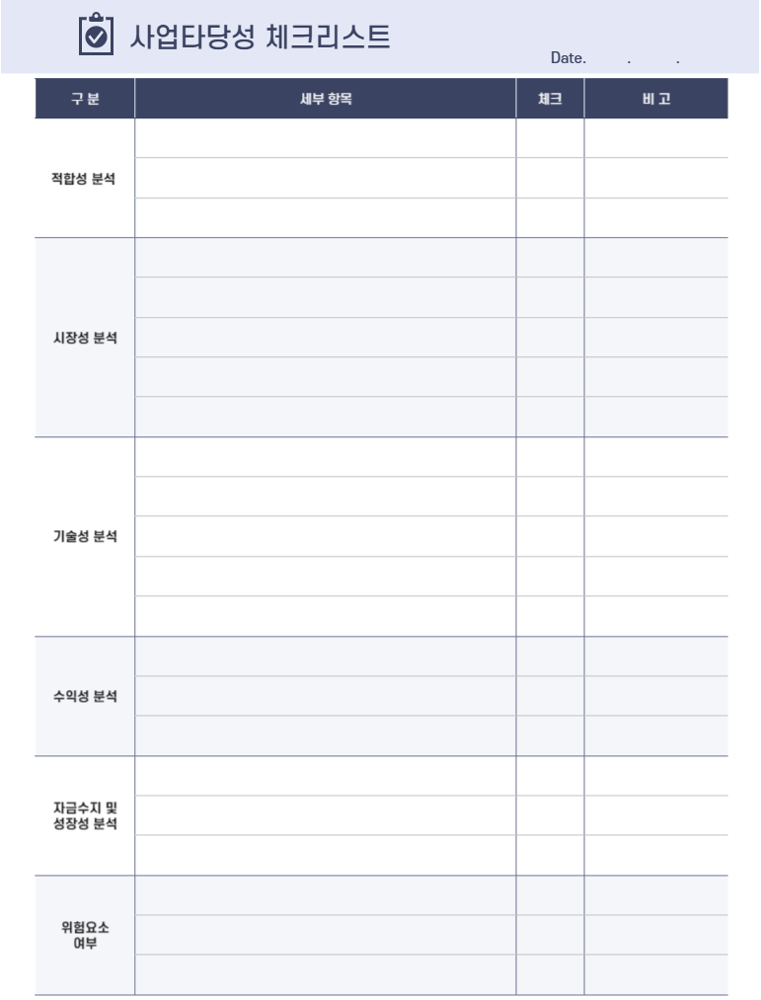 사업타당성 체크리스트
Date. . .
구 분 세부 항목 체크 비 고
적합성 분석
시장성 분석
기술성 분석
수익성 분석
자금수지 및
성장성 분석
위험요소
여부